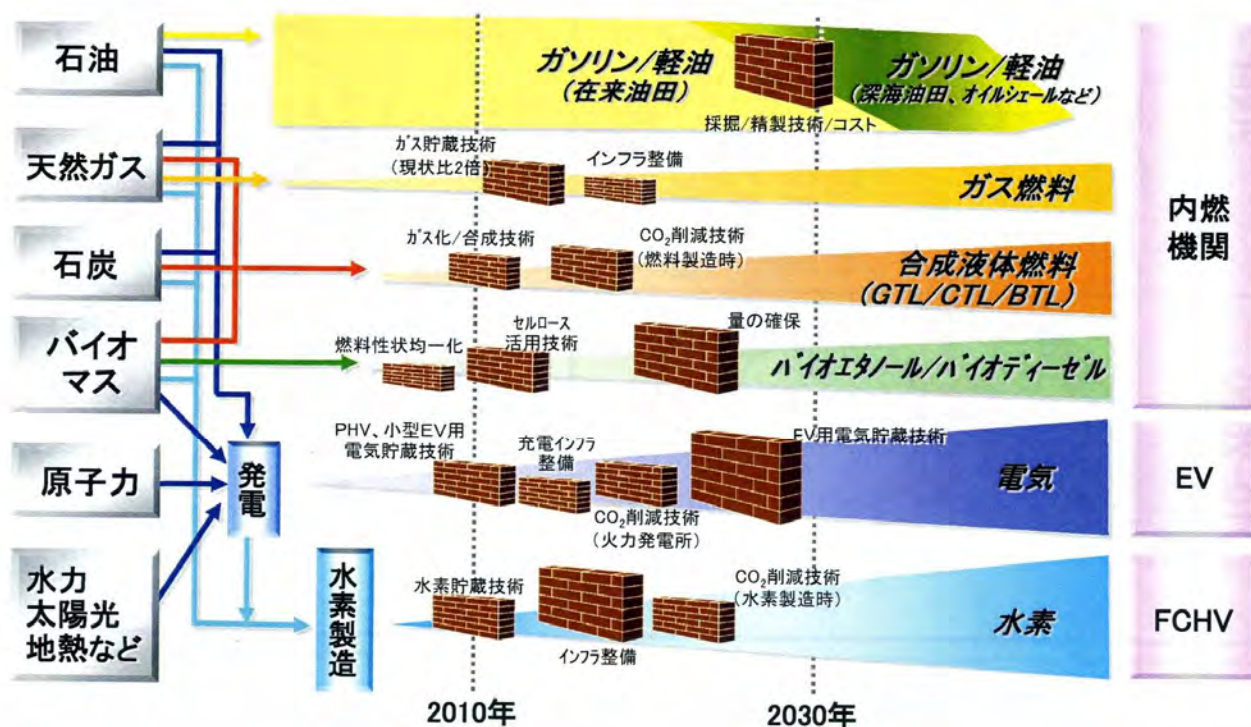 石油
天然ガス
石炭
バイオ
マス
原子力
水力
太陽光
地熱など
発電
水素製造
ガソリン/軽油
(在来油田)
ガソリン/軽油
(深海油田、オイルシェールなど)
採掘/精製技術/コスト
ガス貯蔵技術
(現状比2倍)
インフラ整備
ガス燃料
ガス化/合成技術
CO₂削減技術
(燃料製造時)
合成液体燃料
(GTL/CTL/BTL)
燃料性状均一化
セルロース
活用技術
量の確保
バイオエタノール/バイオディーゼル
PHV、小型EV用
電気貯蔵技術
充電インフラ
整備
CO₂削減技術
(火力発電所)
EV用電気貯蔵技術
電気
水素貯蔵技術
インフラ整備
CO₂削減技術
(水素製造時)
水素
内燃
機関
EV
FCHV
2010年
2030年